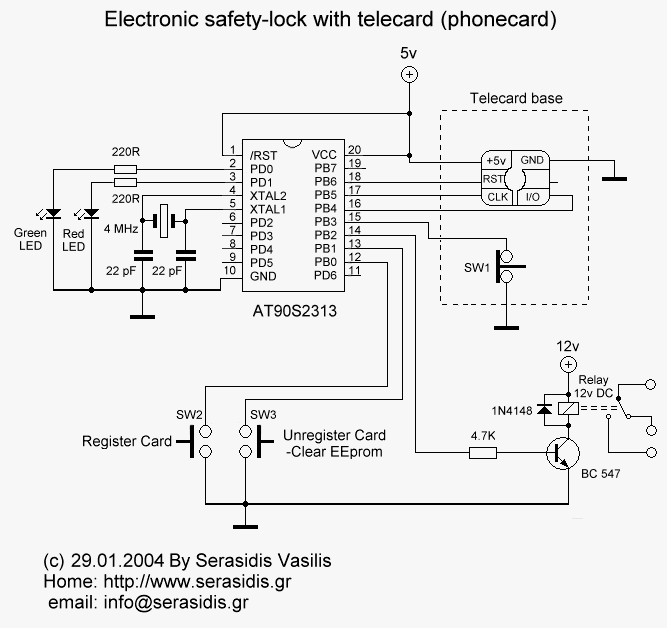 Electronic safety-lock with telecard (phonecard)
5v
Telecard base
220R
220R
Green
LED
Red
LED
4 MHz
22 pF
22 pF
1 /RST VCC 20
2 PD0 PB7 19
3 PD1 PB6 18
4 XTAL2 PB5 17
5 XTAL1 PB4 16
6 PD2 PB3 15
7 PD3 PB2 14
8 PD4 PB1 13
9 PD5 PB0 12
10 GND PD6 11
AT90S2313
+5v GND
RST
CLK I/O
SW1
12v
Relay
12v DC
1N4148
4.7K
BC 547
SW2
SW3
Register Card
Unregister Card
-Clear EEprom
(c) 29.01.2004 By Serasidis Vasilis
Home: http://www.serasidis.gr
email: info@serasidis.gr